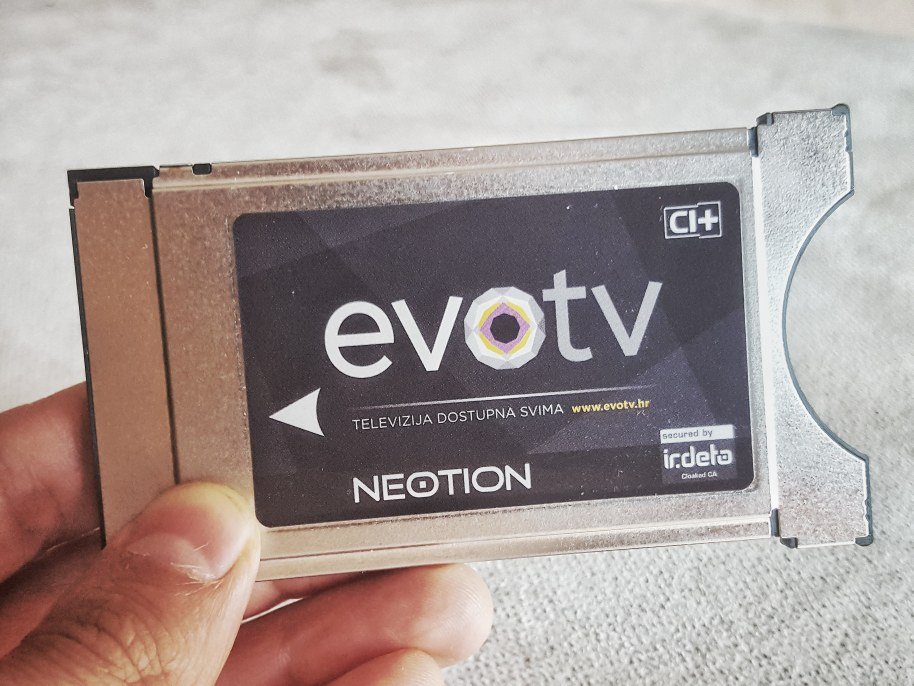 CI+
evotv
TELEVIZIJA DOSTUPNA SVIMA www.evotv.hr
NEOTION
secured by
irdeto
Cloaked CA